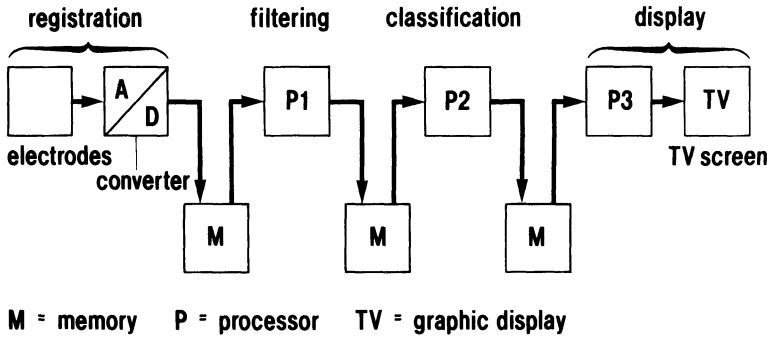 registration filtering classification display
A
D P1 P2 P3 TV
electrodes TV screen
converter
M M M
M = memory P = processor TV = graphic display